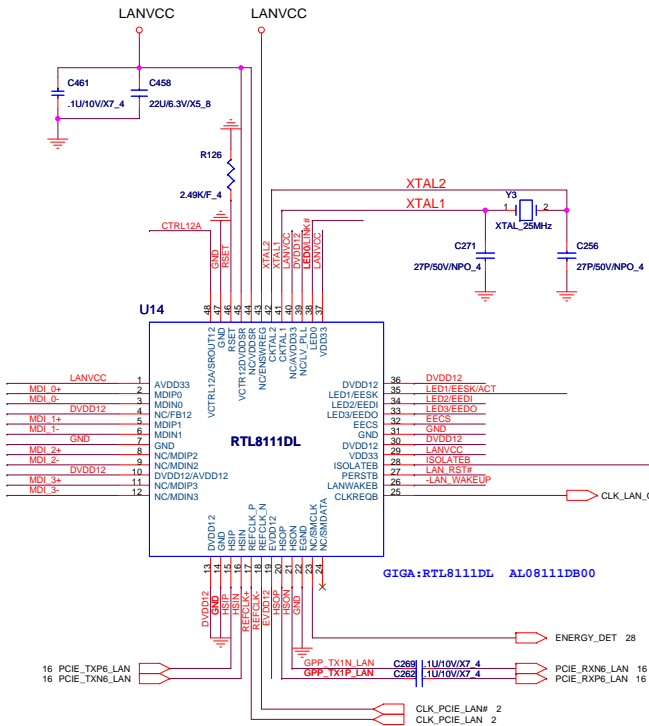 LANVCC LANVCC
C461
.1U/10V/X7_4
C458
22U/6.3V/X5_8
R126
2.49K/F_4
XTAL2
XTAL1
Y3
1 2
XTAL_25MHz
C271
27P/50V/NPO_4
C256
27P/50V/NPO_4
CTRL12A
GND
RSET
XTAL2
XTAL1
LANVCC
DVDD12
LED0/LINK#
LANVCC
U14
48 47 46 45 44 43 42 41 40 39 38 37
VCTRL12A/SROUT12
GND
RSET
VCTR12DVDDSR
NC/VDDSR
NC/ENSWREG
CKTAL2
CKTAL1
NC/AVDD33
NC/LV_PLL
LED0
VDD33
LANVCC 1 AVDD33
MDI_0+ 2 MDIP0
MDI_0- 3 MDIN0
DVDD12 4 NC/FB12
MDI_1+ 5 MDIP1
MDI_1- 6 MDIN1
GND 7 GND
MDI_2+ 8 NC/MDIP2
MDI_2- 9 NC/MDIN2
DVDD12 10 DVDD12/AVDD12
MDI_3+ 11 NC/MDIP3
MDI_3- 12 NC/MDIN3
RTL8111DL
DVDD12 36 DVDD12
LED1/EESK 35 LED1/EESK/ACT
LED2/EEDI 34 LED2/EEDI
LED3/EEDO 33 LED3/EEDO
EECS 32 EECS
GND 31 GND
DVDD12 30 DVDD12
VDD33 29 LANVCC
ISOLATEB 28 ISOLATEB
PERSTB 27 LAN_RST#
LANWAKEB 26 -LAN_WAKEUP
CLKREQB 25
CLK_LAN_
DVDD12
GND
HSIP
HSIN
REFCLK_P
REFCLK_N
EVDD12
HSOP
HSON
EGND
NC/SMCLK
NC/SMDATA
13 14 15 16 17 18 19 20 21 22 23 24
DVDD12
GND
HSIP
HSIN
REFCLK+
REFCLK-
EVDD12
HSOP
HSON
GND
GIGA:RTL8111DL AL08111DB00
ENERGY_DET 28
16 PCIE_TXP6_LAN
16 PCIE_TXN6_LAN
GPP_TX1N_LAN C269 .1U/10V/X7_4 PCIE_RXN6_LAN 16
GPP_TX1P_LAN C262 .1U/10V/X7_4 PCIE_RXP6_LAN 16
CLK_PCIE_LAN# 2
CLK_PCIE_LAN 2